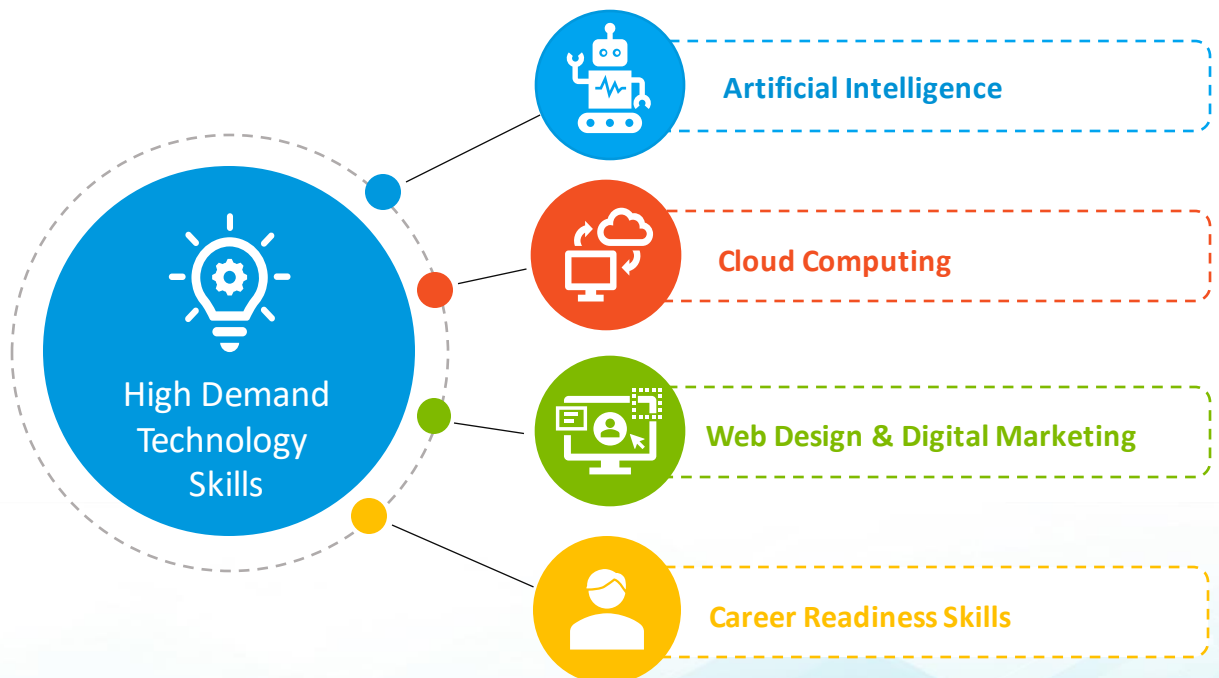 High Demand
Technology
Skills
Artificial Intelligence
Cloud Computing
Web Design & Digital Marketing
Career Readiness Skills